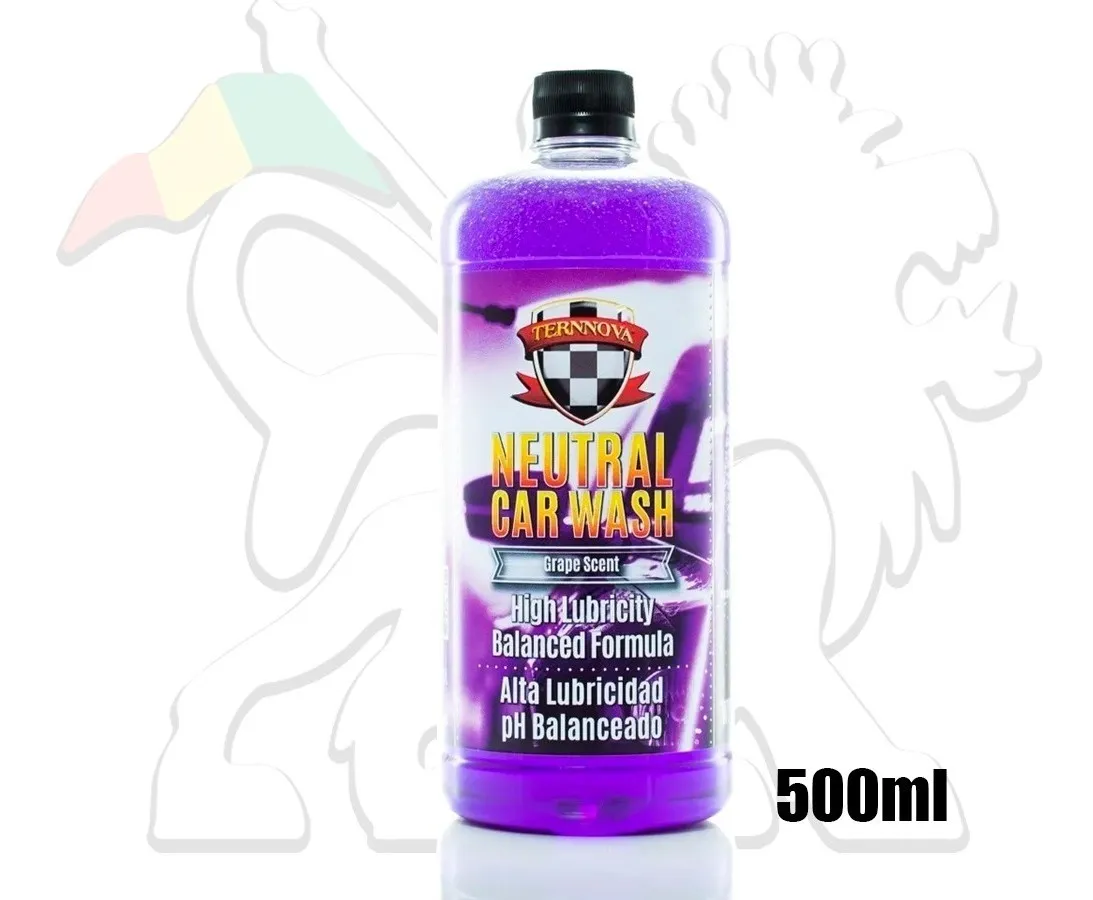 TERNNOVA
NEUTRAL
CAR WASH
Grape Scent
High Lubricity
Balanced Formula
Alta Lubricidad
pH Balanceado
500ml